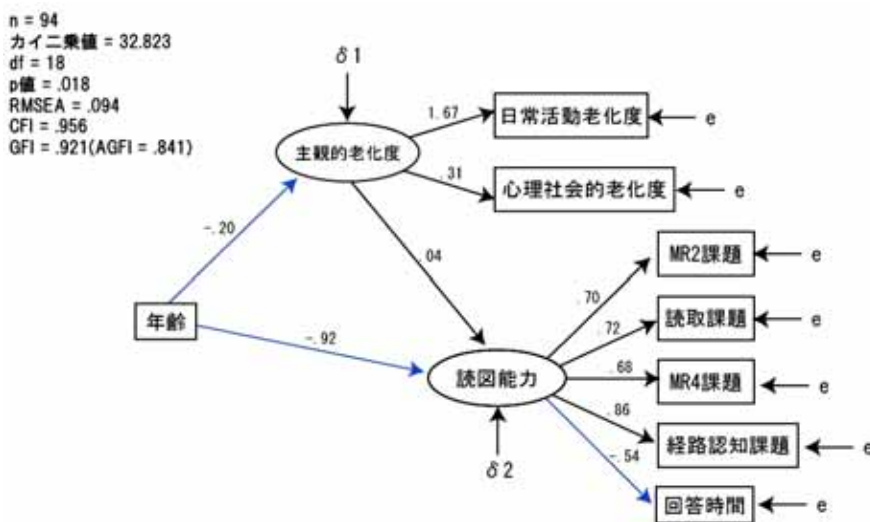 n = 94
カイ二乗値 = 32.823
df = 18
p値 = .018
RMSEA = .094
CFI = .956
GFI = .921(AGFI = .841)
δ1
1.67
日常活動老化度
e
主観的老化度
.31
心理社会的老化度
e
-.20
.04
MR2課題
e
年齢
.70
読取課題
e
-.92
.72
読図能力
.68
MR4課題
e
.86
経路認知課題
e
δ2
-.54
回答時間
e